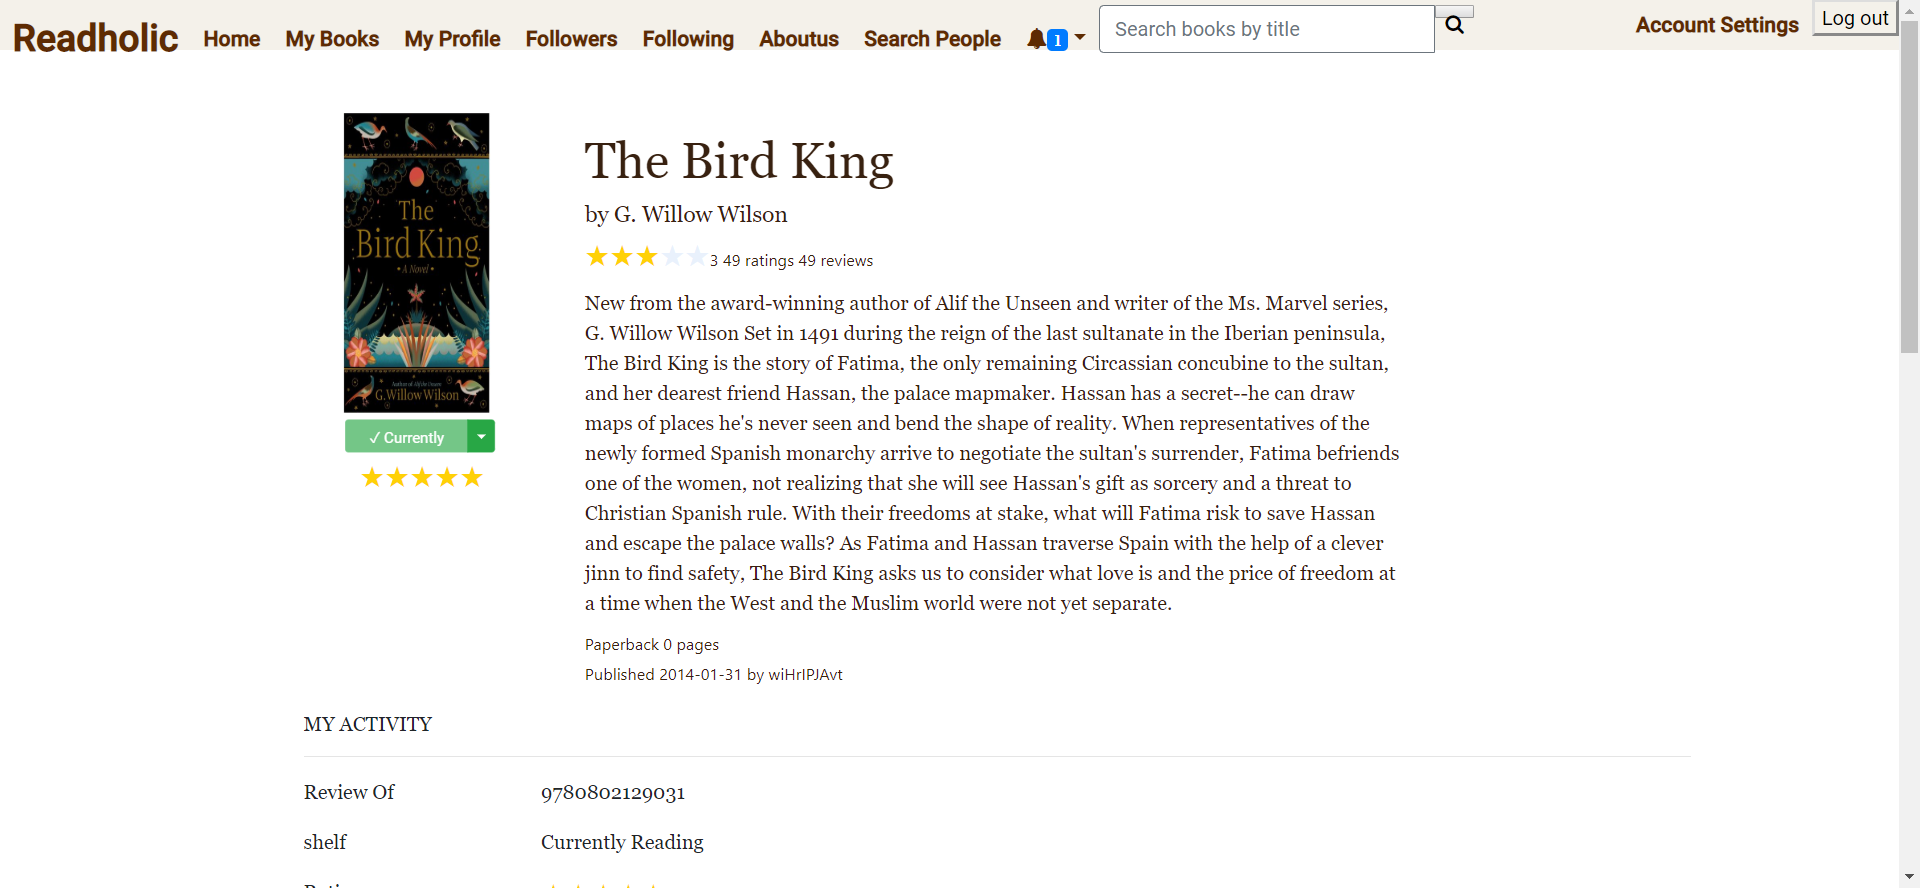 Readholic Home My Books My Profile Followers Following Aboutus Search People 1 Search books by title Account Settings Log out
The
Bird King
A Novel
Author of Alif the Unseen
G. Willow Wilson
✓ Currently
The Bird King
by G. Willow Wilson
3 49 ratings 49 reviews
New from the award-winning author of Alif the Unseen and writer of the Ms. Marvel series,
G. Willow Wilson Set in 1491 during the reign of the last sultanate in the Iberian peninsula,
The Bird King is the story of Fatima, the only remaining Circassian concubine to the sultan,
and her dearest friend Hassan, the palace mapmaker. Hassan has a secret--he can draw
maps of places he's never seen and bend the shape of reality. When representatives of the
newly formed Spanish monarchy arrive to negotiate the sultan's surrender, Fatima befriends
one of the women, not realizing that she will see Hassan's gift as sorcery and a threat to
Christian Spanish rule. With their freedoms at stake, what will Fatima risk to save Hassan
and escape the palace walls? As Fatima and Hassan traverse Spain with the help of a clever
jinn to find safety, The Bird King asks us to consider what love is and the price of freedom at
a time when the West and the Muslim world were not yet separate.
Paperback 0 pages
Published 2014-01-31 by wiHrIPJAvt
MY ACTIVITY
Review Of 9780802129031
shelf Currently Reading